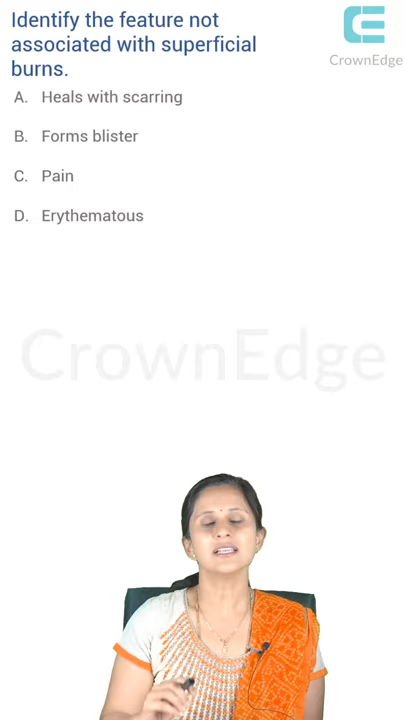 Identify the feature not
associated with superficial
burns.
CrownEdge
A. Heals with scarring
B. Forms blister
C. Pain
D. Erythematous
CrownEdge